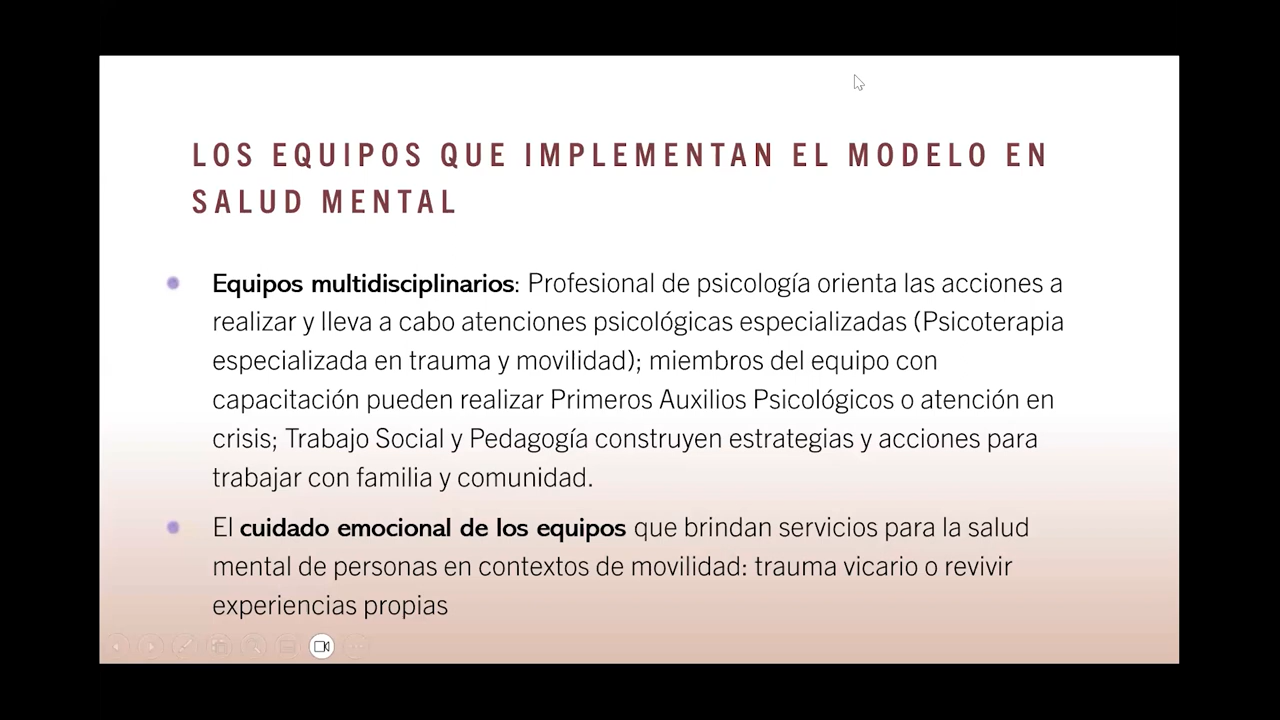 LOS EQUIPOS QUE IMPLEMENTAN EL MODELO EN
SALUD MENTAL
Equipos multidisciplinarios: Profesional de psicología orienta las acciones a
realizar y lleva a cabo atenciones psicológicas especializadas (Psicoterapia
especializada en trauma y movilidad); miembros del equipo con
capacitación pueden realizar Primeros Auxilios Psicológicos o atención en
crisis; Trabajo Social y Pedagogía construyen estrategias y acciones para
trabajar con familia y comunidad.
El cuidado emocional de los equipos que brindan servicios para la salud
mental de personas en contextos de movilidad: trauma vicario o revivir
experiencias propias